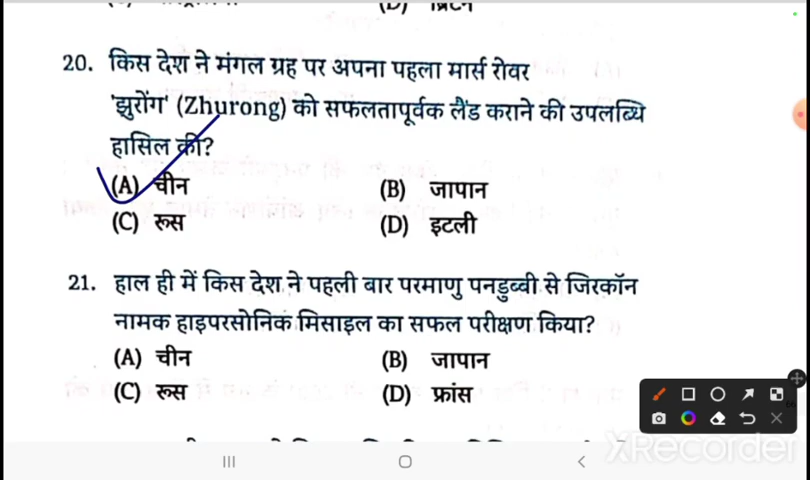 (D) ब्रिटेन
20. किस देश ने मंगल ग्रह पर अपना पहला मार्स रोवर
'झुरोंग' (Zhurong) को सफलतापूर्वक लैंड कराने की उपलब्धि
हासिल की?
(A) चीन (B) जापान
(C) रूस (D) इटली
21. हाल ही में किस देश ने पहली बार परमाणु पनडुब्बी से जिरकॉन
नामक हाइपरसोनिक मिसाइल का सफल परीक्षण किया?
(A) चीन (B) जापान
(C) रूस (D) फ्रांस
XRecorder